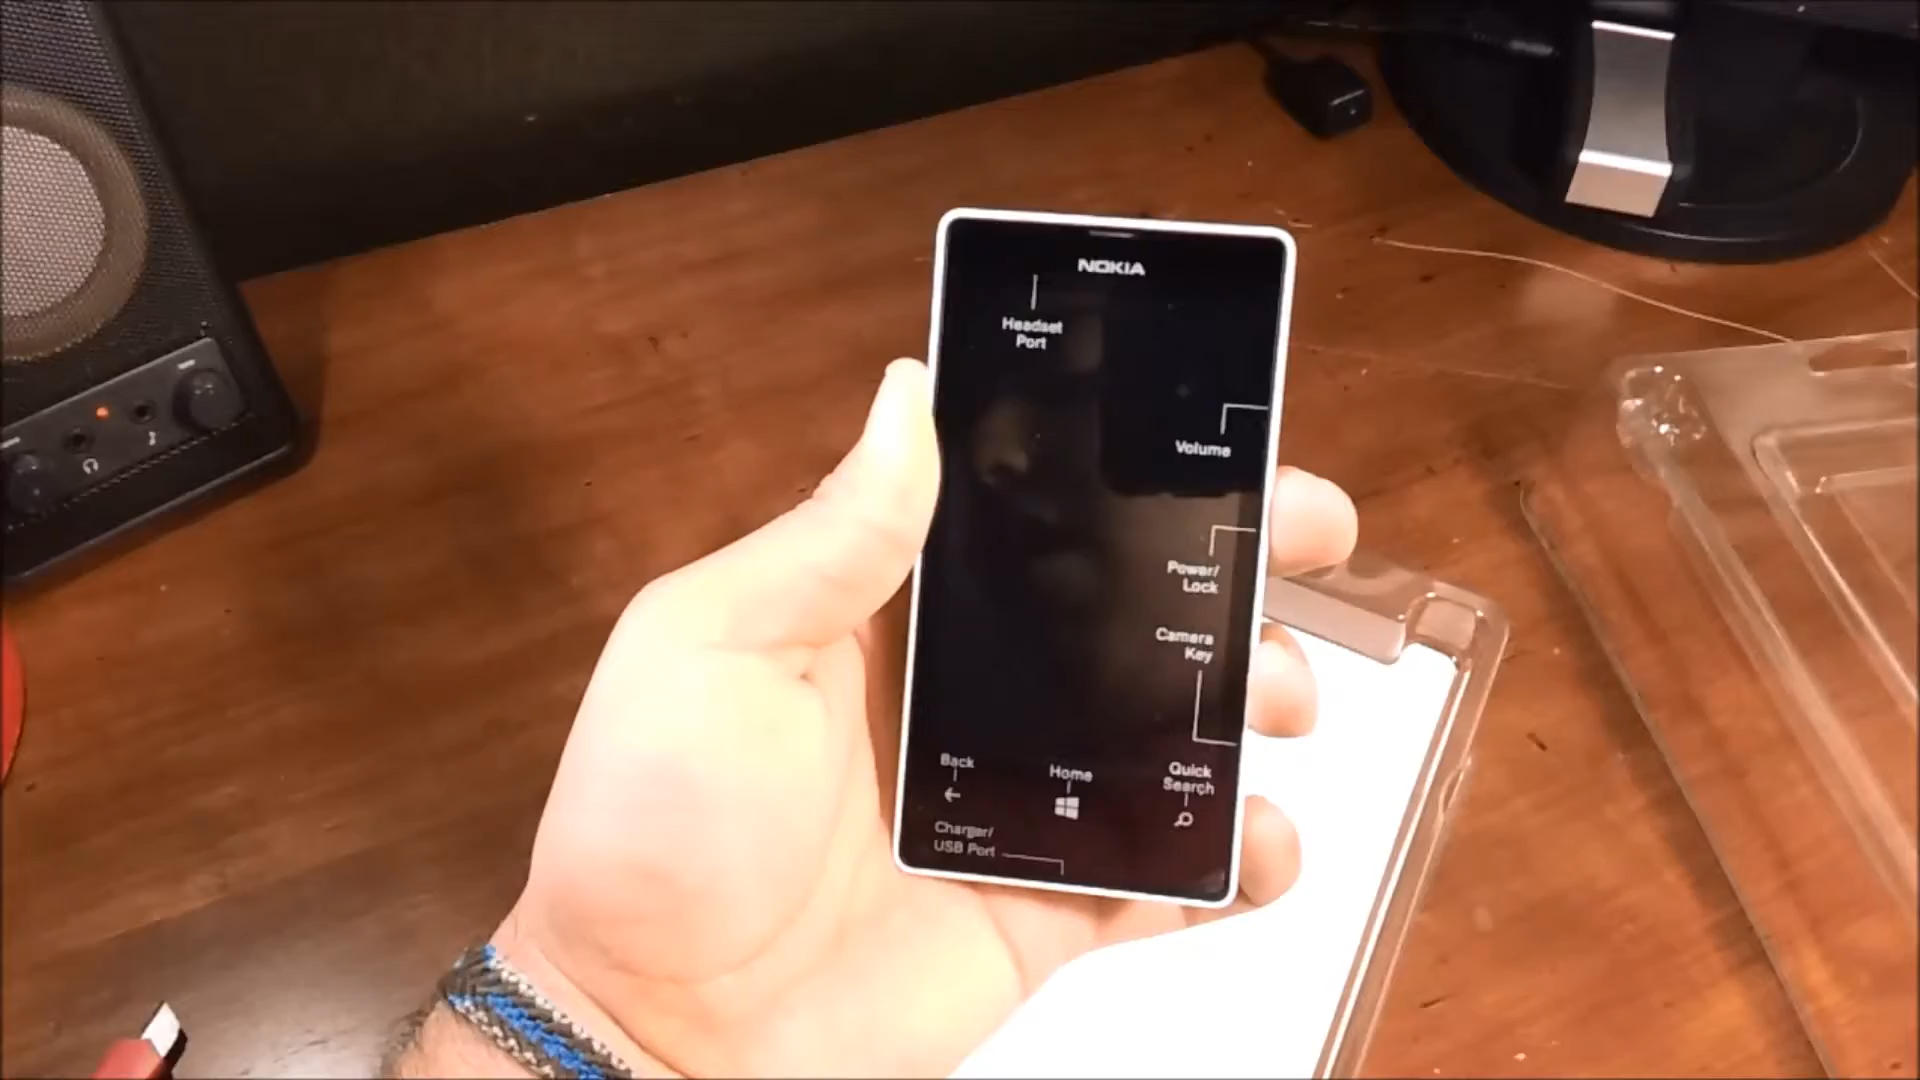 NOKIA
Headset
Port
Volume
Power/
Lock
Camera
Key
Back
Home
Quick
Search
Charger/
USB Port